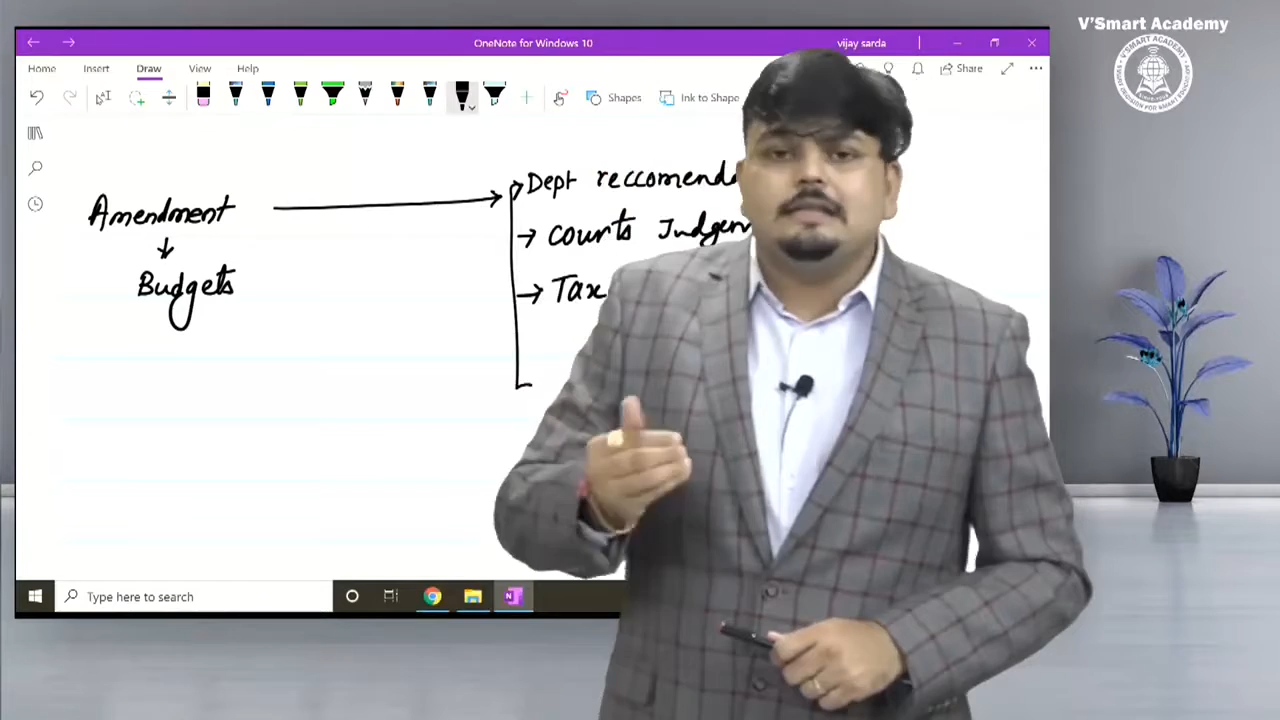 V'Smart Academy
OneNote for Windows 10
vijay sarda
Home Insert Draw View Help
Share
Shapes
Ink to Shape
Amendment
Budgets
Dept reccomenda
Courts Judgem
Tax
Type here to search